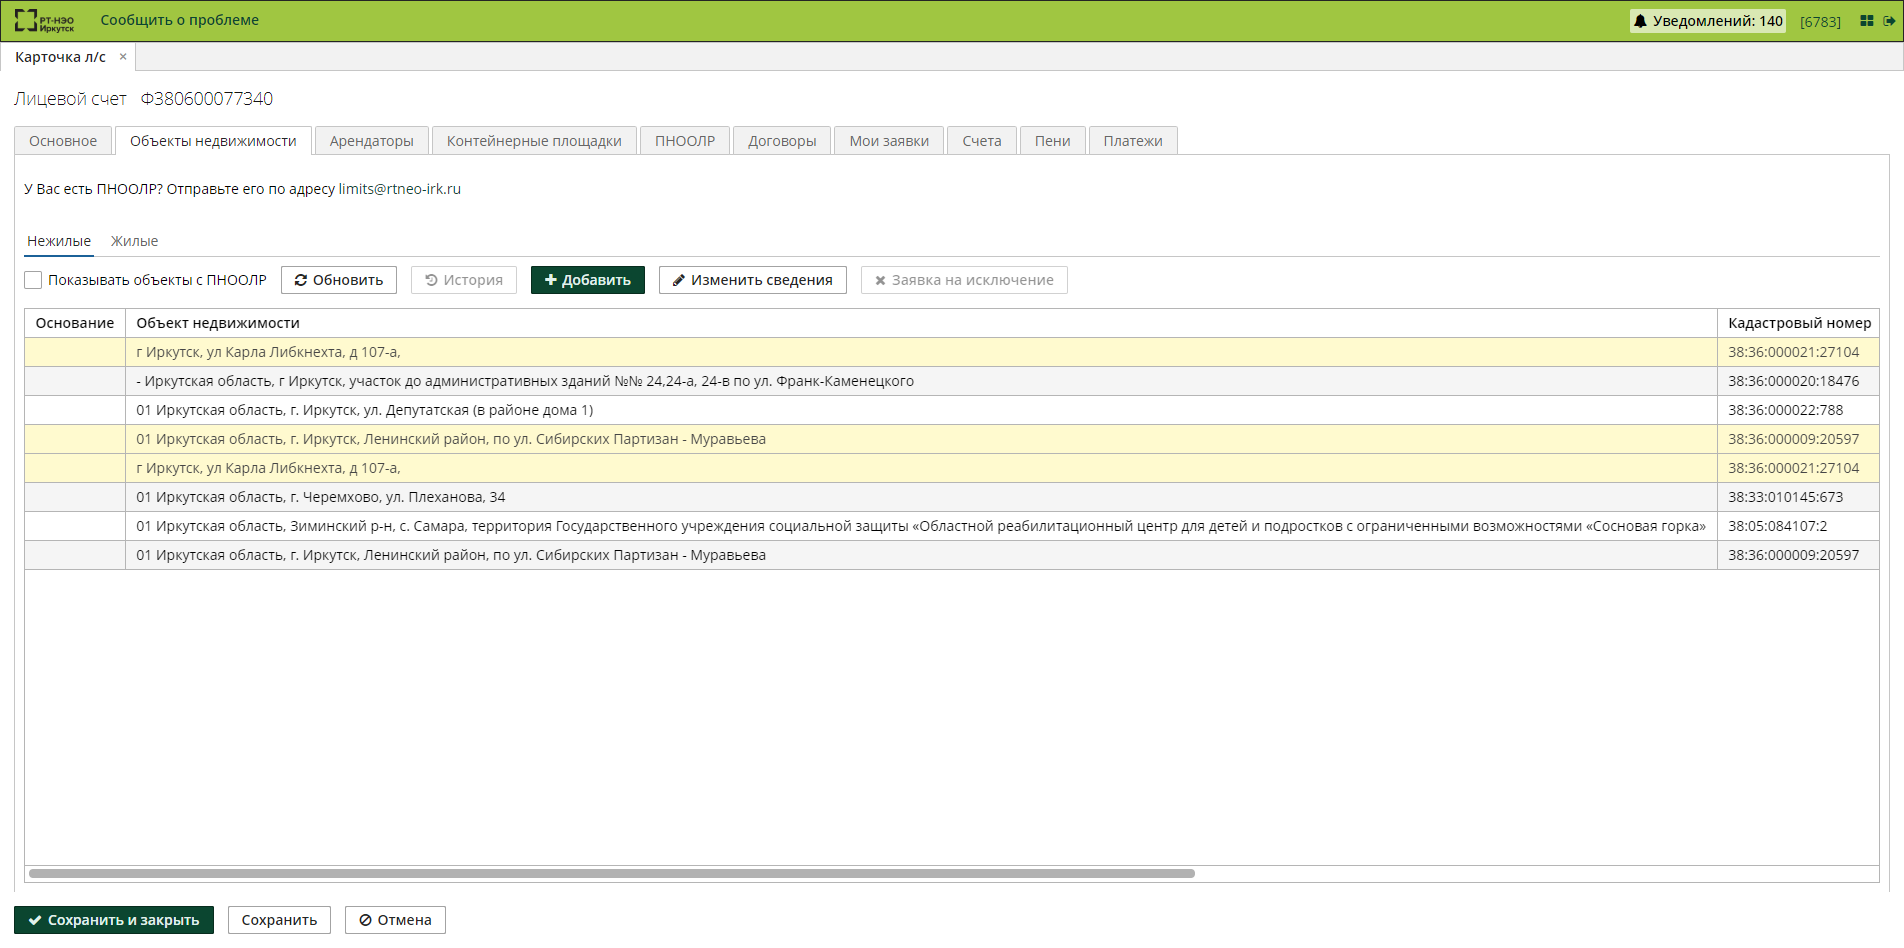 РТ-НЭО
Иркутск
Сообщить о проблеме
Уведомлений: 140
[6783]
Карточка л/с ×
Лицевой счет Ф380600077340
Основное Объекты недвижимости Арендаторы Контейнерные площадки ПНООЛР Договоры Мои заявки Счета Пени Платежи
У Вас есть ПНООЛР? Отправьте его по адресу limits@rtneo-irk.ru
Нежилые Жилые
Показывать объекты с ПНООЛР Обновить История Добавить Изменить сведения Заявка на исключение
Основание Объект недвижимости Кадастровый номер
г Иркутск, ул Карла Либкнехта, д 107-а, 38:36:000021:27104
- Иркутская область, г Иркутск, участок до административных зданий №№ 24,24-а, 24-в по ул. Франк-Каменецкого 38:36:000020:18476
01 Иркутская область, г. Иркутск, ул. Депутатская (в районе дома 1) 38:36:000022:788
01 Иркутская область, г. Иркутск, Ленинский район, по ул. Сибирских Партизан - Муравьева 38:36:000009:20597
г Иркутск, ул Карла Либкнехта, д 107-а, 38:36:000021:27104
01 Иркутская область, г. Черемхово, ул. Плеханова, 34 38:33:010145:673
01 Иркутская область, Зиминский р-н, с. Самара, территория Государственного учреждения социальной защиты «Областной реабилитационный центр для детей и подростков с ограниченными возможностями «Сосновая горка» 38:05:084107:2
01 Иркутская область, г. Иркутск, Ленинский район, по ул. Сибирских Партизан - Муравьева 38:36:000009:20597
Сохранить и закрыть Сохранить Отмена